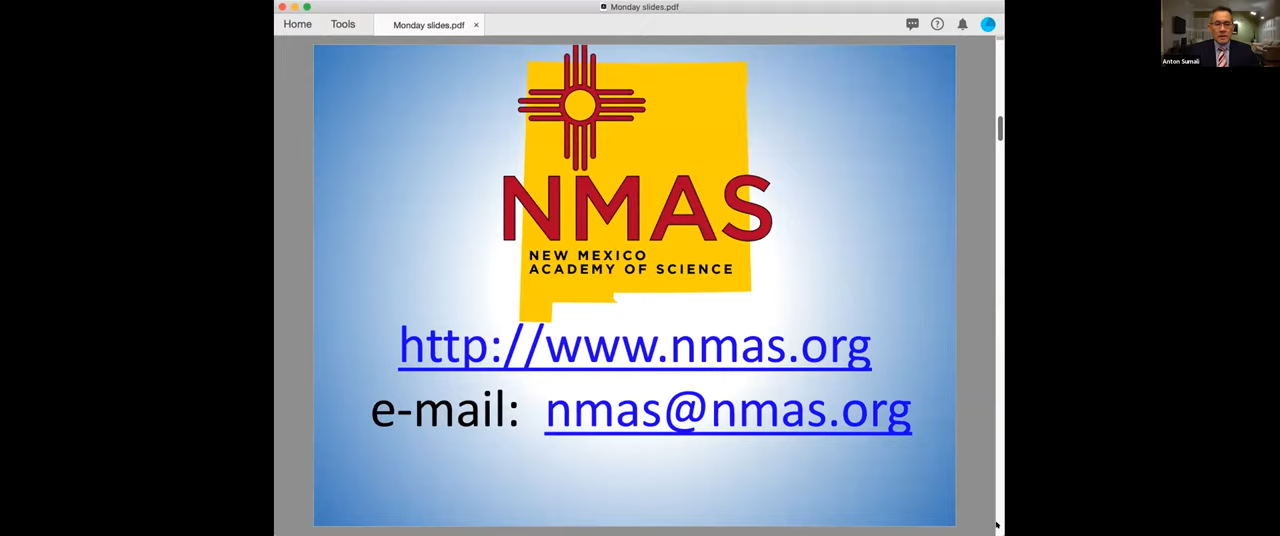 Monday slides.pdf
Home Tools Monday slides.pdf ×
Anton Sumali
NMAS
NEW MEXICO
ACADEMY OF SCIENCE
http://www.nmas.org
e-mail: nmas@nmas.org